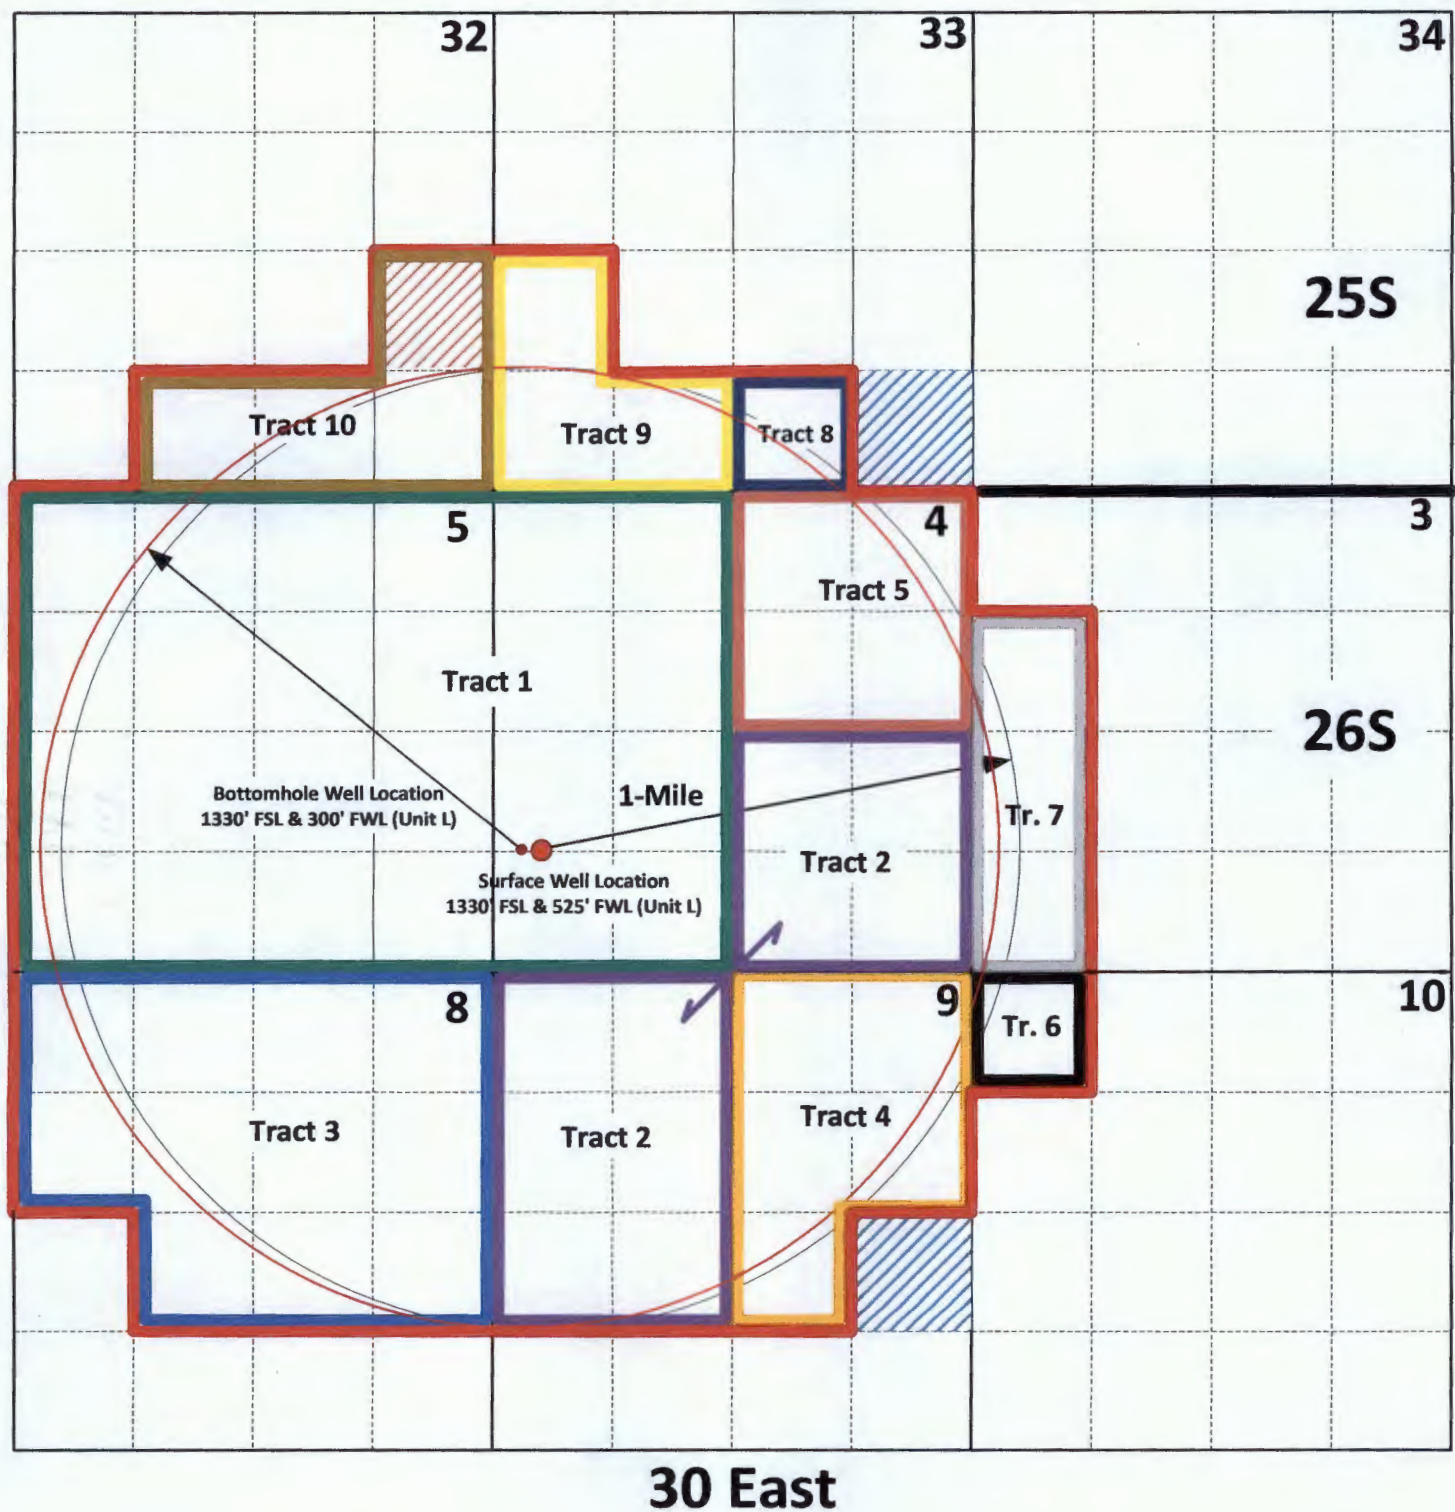 32
33
34
25S
Tract 10
Tract 9
Tract 8
5
4
3
Tract 5
Tract 1
26S
Bottomhole Well Location
1330' FSL & 300' FWL (Unit L)
1-Mile
Tr. 7
Tract 2
Surface Well Location
1330' FSL & 525' FWL (Unit L)
8
9
10
Tr. 6
Tract 3
Tract 2
Tract 4
30 East